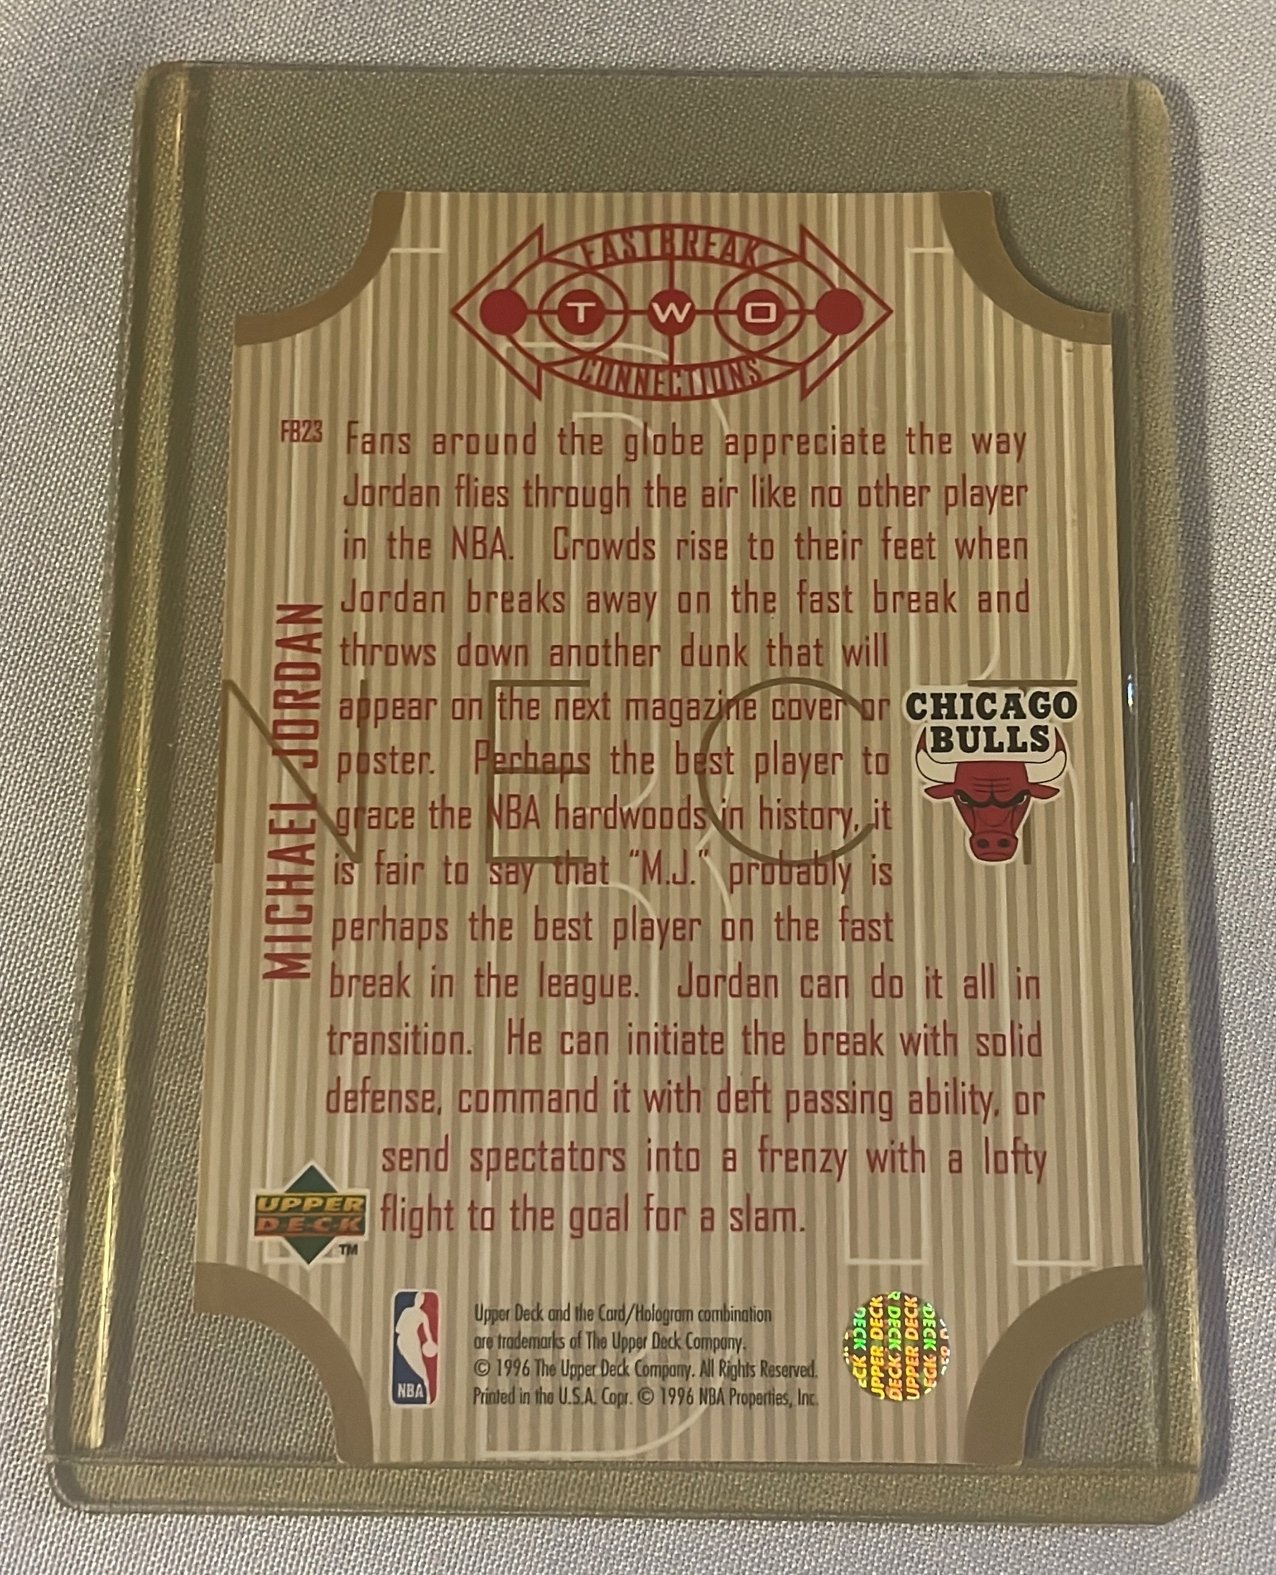 FASTBREAK
TWO
CONNECTIONS
FB23
Fans around the globe appreciate the way
Jordan flies through the air like no other player
in the NBA. Crowds rise to their feet when
Jordan breaks away on the fast break and
throws down another dunk that will
appear on the next magazine cover or
poster. Perhaps the best player to
grace the NBA hardwoods in history, it
is fair to say that "M.J." probably is
perhaps the best player on the fast
break in the league. Jordan can do it all in
transition. He can initiate the break with solid
defense, command it with deft passing ability, or
send spectators into a frenzy with a lofty
flight to the goal for a slam.
MICHAEL JORDAN
NECT
CHICAGO
BULLS
UPPER
DECK
TM
NBA
Upper Deck and the Card/Hologram combination
are trademarks of The Upper Deck Company.
© 1996 The Upper Deck Company. All Rights Reserved.
Printed in the U.S.A. Copr. © 1996 NBA Properties, Inc.
UPPER DECK
UPPER DECK